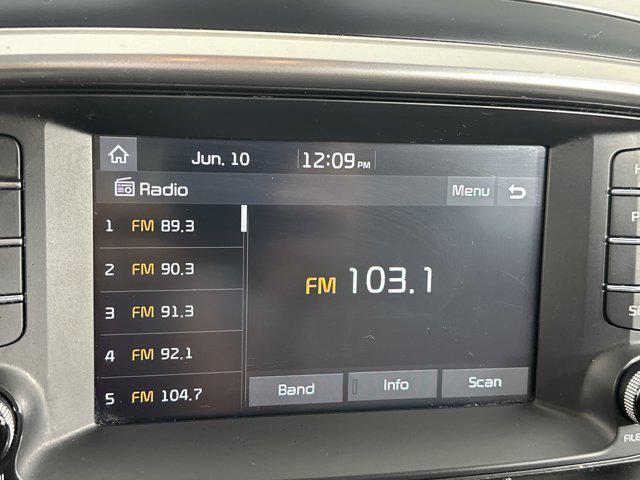 Jun. 10 12:09 PM
Radio Menu
1 FM 89.3
2 FM 90.3
3 FM 91.3
4 FM 92.1
5 FM 104.7
FM 103.1
Band Info Scan
FILE